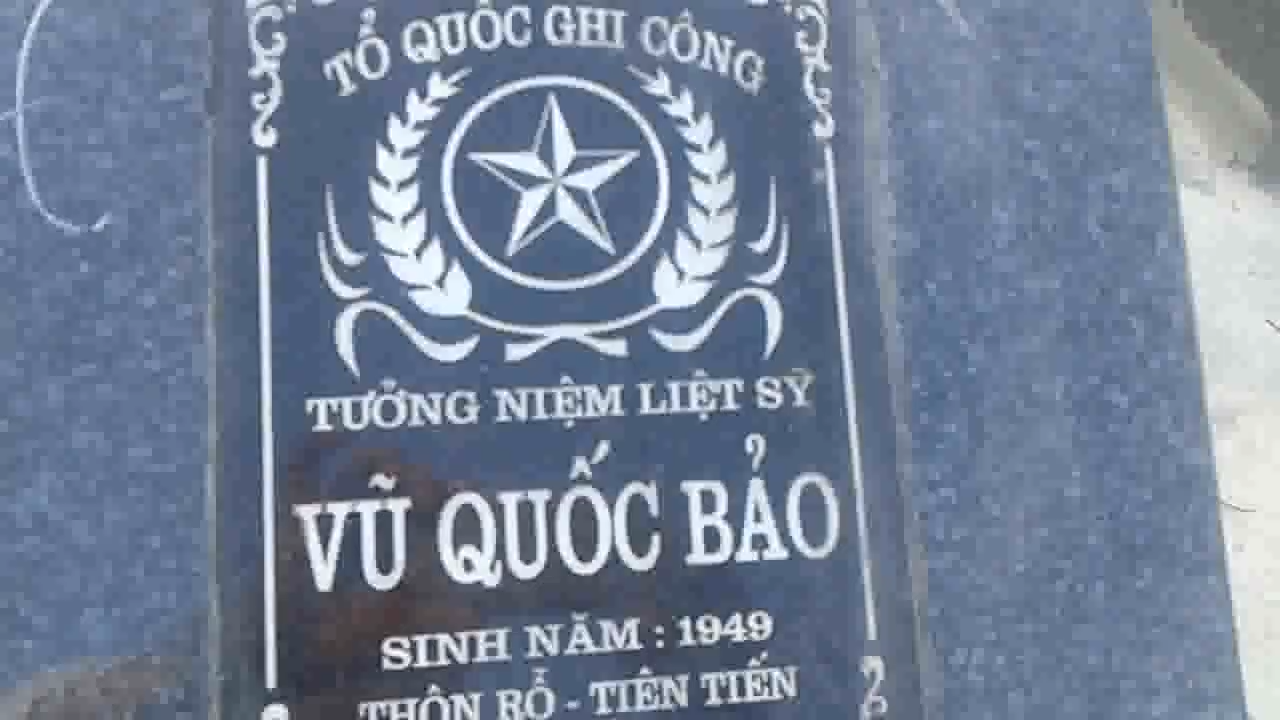 TỔ QUỐC GHI CÔNG
TƯỞNG NIỆM LIỆT SỸ
VŨ QUỐC BẢO
SINH NĂM : 1949
THÔN RỖ - TIÊN TIẾN